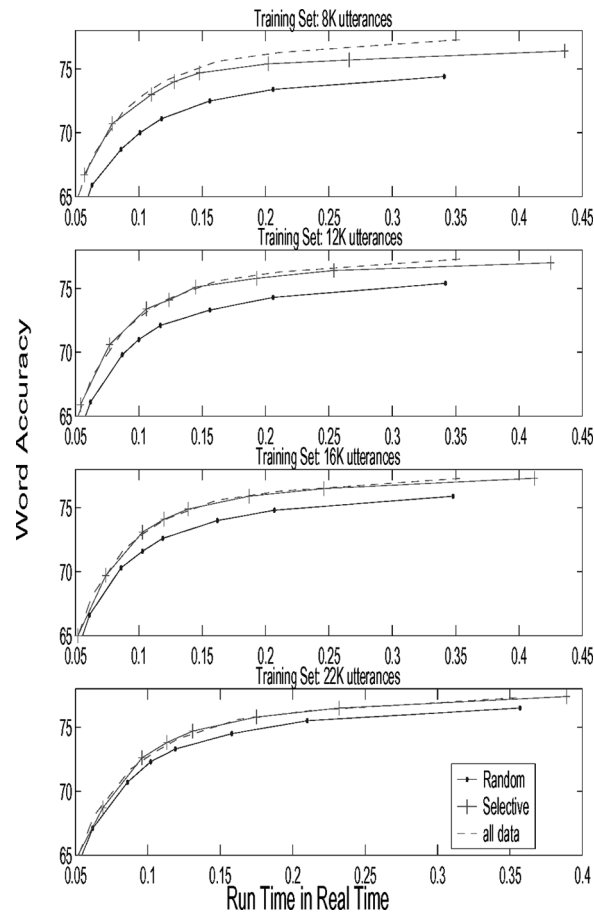 Training Set: 8K utterances
75
70
65
0.05 0.1 0.15 0.2 0.25 0.3 0.35 0.4 0.45
Training Set: 12K utterances
75
70
65
0.05 0.1 0.15 0.2 0.25 0.3 0.35 0.4 0.45
Word Accuracy
Training Set: 16K utterances
75
70
65
0.05 0.1 0.15 0.2 0.25 0.3 0.35 0.4 0.45
Training Set: 22K utterances
75
70
65
Random
Selective
all data
0.05 0.1 0.15 0.2 0.25 0.3 0.35 0.4
Run Time in Real Time